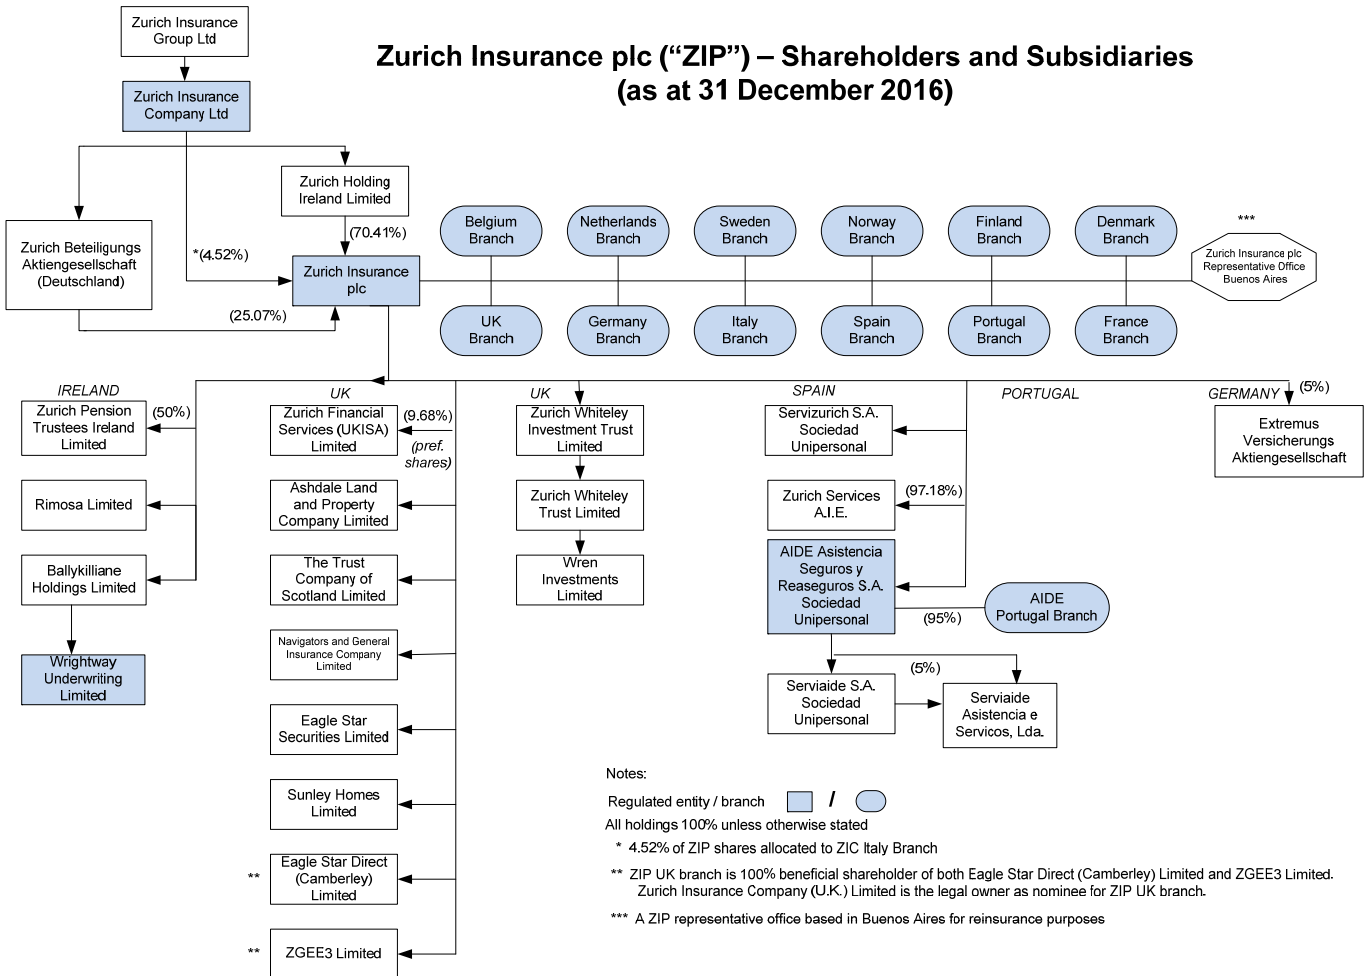 Zurich Insurance
Group Ltd
Zurich Insurance plc (“ZIP”) – Shareholders and Subsidiaries
(as at 31 December 2016)
Zurich Insurance
Company Ltd
Zurich Holding
Ireland Limited
Zurich Beteiligungs
Aktiengesellschaft
(Deutschland)
*(4.52%)
(70.41%)
(25.07%)
Zurich Insurance
plc
Belgium
Branch
Netherlands
Branch
Sweden
Branch
Norway
Branch
Finland
Branch
Denmark
Branch
***
Zurich Insurance plc
Representative Office
Buenos Aires
UK
Branch
Germany
Branch
Italy
Branch
Spain
Branch
Portugal
Branch
France
Branch
IRELAND
Zurich Pension
Trustees Ireland
Limited
(50%)
Rimosa Limited
Ballykilliane
Holdings Limited
Wrightway
Underwriting
Limited
UK
Zurich Financial
Services (UKISA)
Limited
(9.68%)
(pref.
shares)
Ashdale Land
and Property
Company Limited
The Trust
Company of
Scotland Limited
Navigators and General
Insurance Company
Limited
Eagle Star
Securities Limited
Sunley Homes
Limited
**
Eagle Star Direct
(Camberley)
Limited
**
ZGEE3 Limited
UK
Zurich Whiteley
Investment Trust
Limited
Zurich Whiteley
Trust Limited
Wren
Investments
Limited
SPAIN
Servizurich S.A.
Sociedad
Unipersonal
Zurich Services
A.I.E.
(97.18%)
AIDE Asistencia
Seguros y
Reaseguros S.A.
Sociedad
Unipersonal
(95%)
Serviaide S.A.
Sociedad
Unipersonal
(5%)
PORTUGAL
AIDE
Portugal Branch
Serviaide
Asistencia e
Servicos, Lda.
GERMANY
(5%)
Extremus
Versicherungs
Aktiengesellschaft
Notes:
Regulated entity / branch /
All holdings 100% unless otherwise stated
* 4.52% of ZIP shares allocated to ZIC Italy Branch
** ZIP UK branch is 100% beneficial shareholder of both Eagle Star Direct (Camberley) Limited and ZGEE3 Limited.
Zurich Insurance Company (U.K.) Limited is the legal owner as nominee for ZIP UK branch.
*** A ZIP representative office based in Buenos Aires for reinsurance purposes